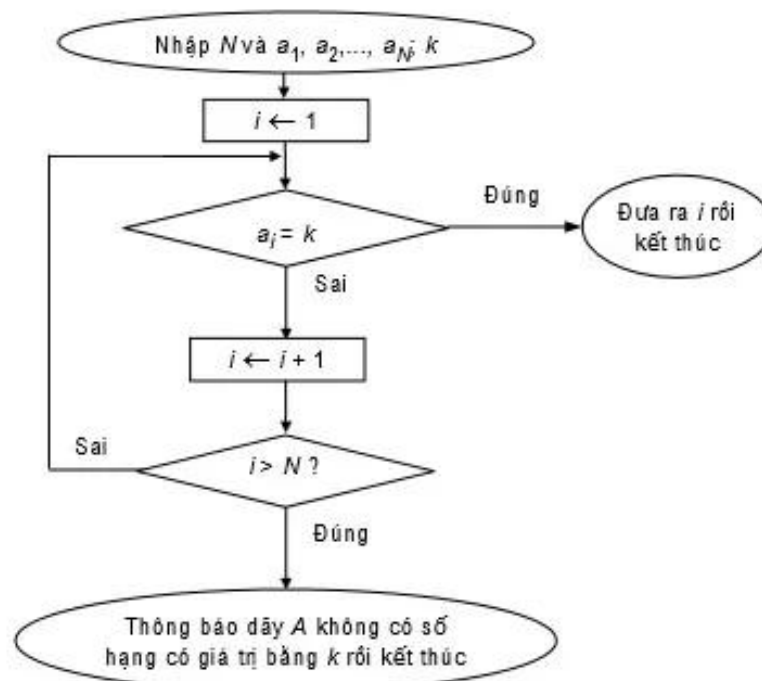 Nhập N và a1, a2,..., aN; k
i ← 1
ai = k
Đúng
Đưa ra i rồi
kết thúc
Sai
i ← i + 1
Sai
i > N ?
Đúng
Thông báo dãy A không có số
hạng có giá trị bằng k rồi kết thúc